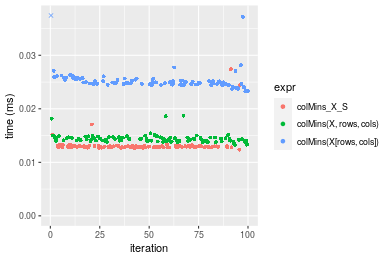 time (ms)
0.03
0.02
0.01
0.00
0
25
50
75
100
iteration
expr
colMins_X_S
colMins(X, rows, cols)
colMins(X[rows, cols])